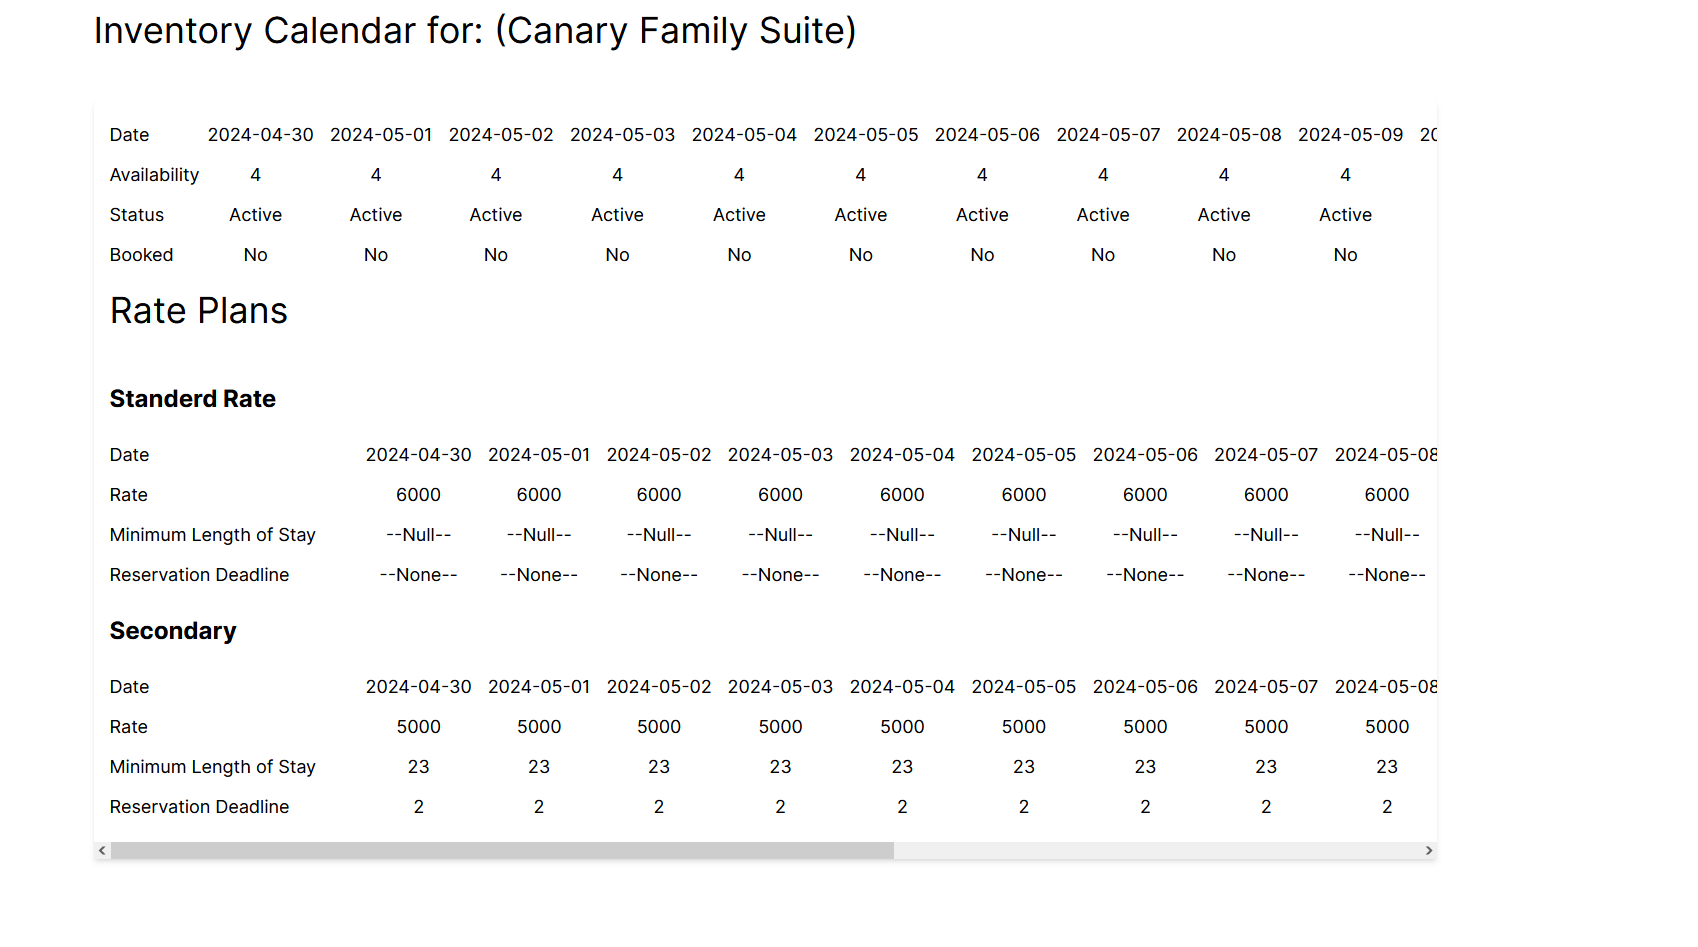 Inventory Calendar for: (Canary Family Suite)
Date 2024-04-30 2024-05-01 2024-05-02 2024-05-03 2024-05-04 2024-05-05 2024-05-06 2024-05-07 2024-05-08 2024-05-09 20
Availability 4 4 4 4 4 4 4 4 4 4
Status Active Active Active Active Active Active Active Active Active Active
Booked No No No No No No No No No No
Rate Plans
Standerd Rate
Date 2024-04-30 2024-05-01 2024-05-02 2024-05-03 2024-05-04 2024-05-05 2024-05-06 2024-05-07 2024-05-08
Rate 6000 6000 6000 6000 6000 6000 6000 6000 6000
Minimum Length of Stay --Null-- --Null-- --Null-- --Null-- --Null-- --Null-- --Null-- --Null-- --Null--
Reservation Deadline --None-- --None-- --None-- --None-- --None-- --None-- --None-- --None-- --None--
Secondary
Date 2024-04-30 2024-05-01 2024-05-02 2024-05-03 2024-05-04 2024-05-05 2024-05-06 2024-05-07 2024-05-08
Rate 5000 5000 5000 5000 5000 5000 5000 5000 5000
Minimum Length of Stay 23 23 23 23 23 23 23 23 23
Reservation Deadline 2 2 2 2 2 2 2 2 2